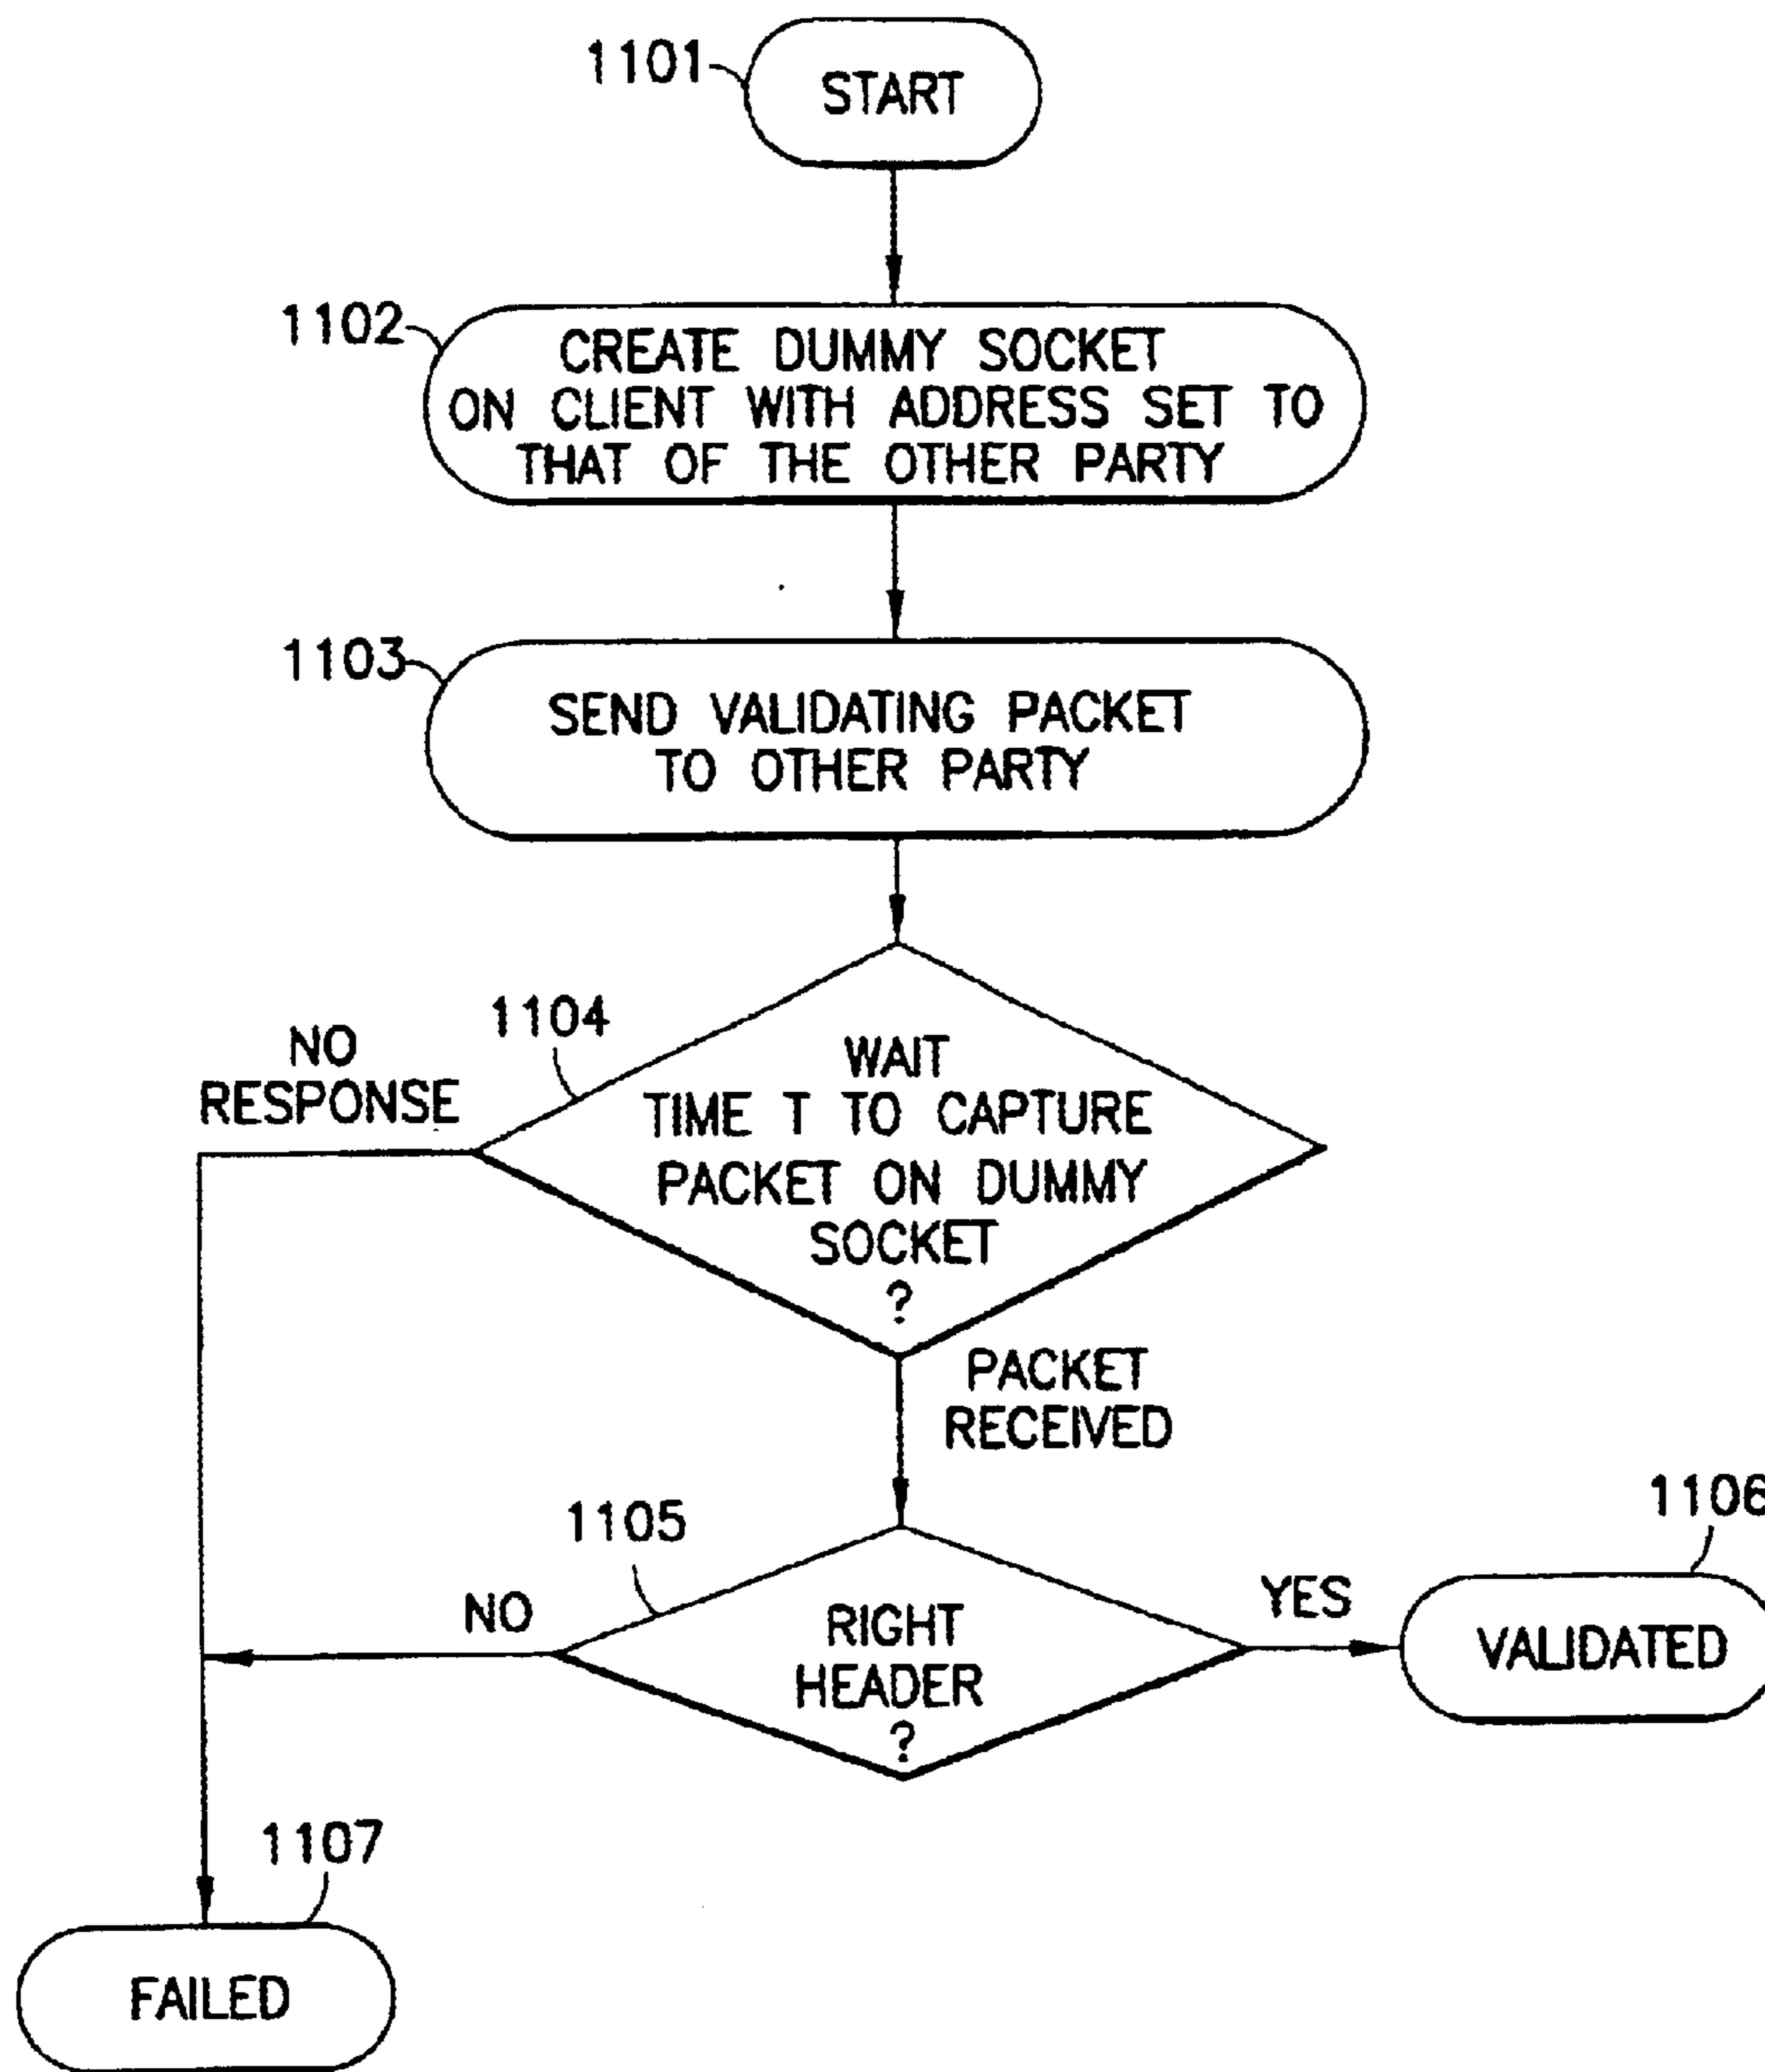 1101
START
1102
CREATE DUMMY SOCKET
ON CLIENT WITH ADDRESS SET TO
THAT OF THE OTHER PARTY
1103
SEND VALIDATING PACKET
TO OTHER PARTY
1104
NO
RESPONSE
WAIT
TIME T TO CAPTURE
PACKET ON DUMMY
SOCKET
?
PACKET
RECEIVED
1105
NO
RIGHT
HEADER
?
YES
1106
VALIDATED
1107
FAILED